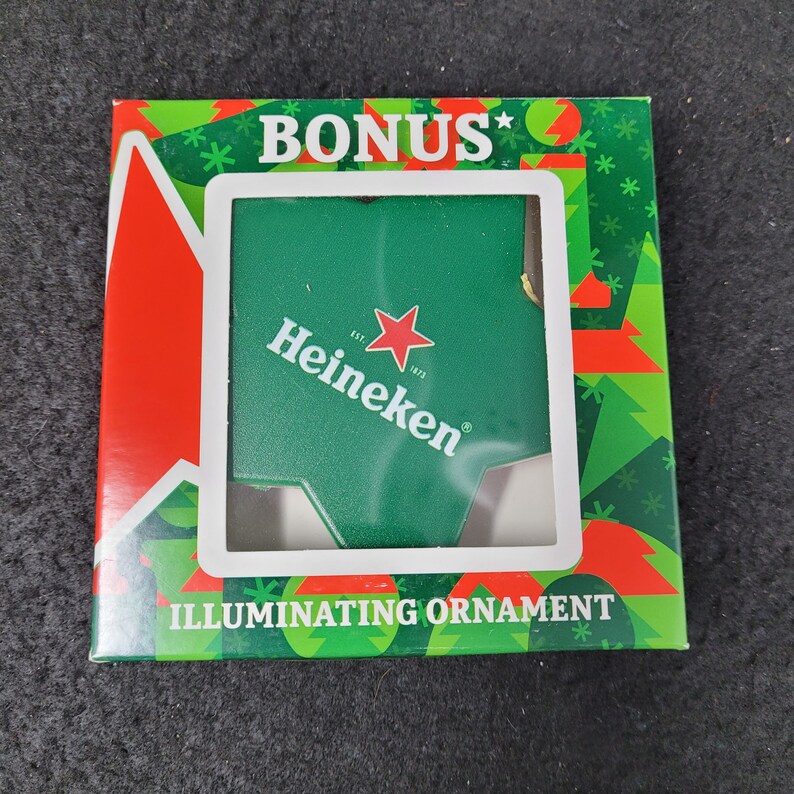 BONUS*
EST. 1873
Heineken®
ILLUMINATING ORNAMENT